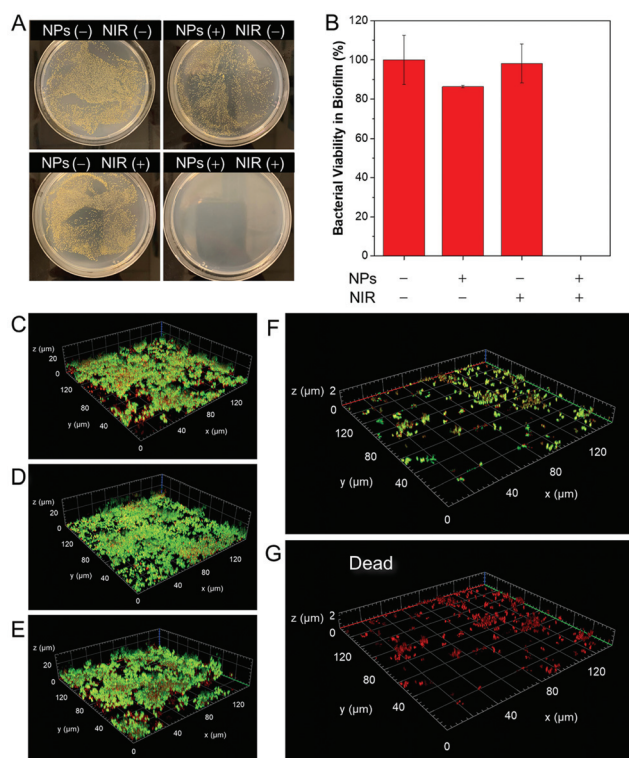 A
NPs (−) NIR (−)
NPs (+) NIR (−)
NPs (−) NIR (+)
NPs (+) NIR (+)
B
Bacterial Viability in Biofilm (%)
120
100
80
60
40
20
0
NPs − + − +
NIR − − + +
C
z (µm)
20
0
120
80
y (µm)
40
0
40
x (µm)
80
120
D
z (µm)
20
0
120
80
y (µm)
40
0
40
x (µm)
80
120
E
z (µm)
20
0
120
80
y (µm)
40
0
40
x (µm)
80
120
F
z (µm)
2
0
120
80
y (µm)
40
0
40
x (µm)
80
120
G
Dead
z (µm)
2
0
120
80
y (µm)
40
0
40
x (µm)
80
120